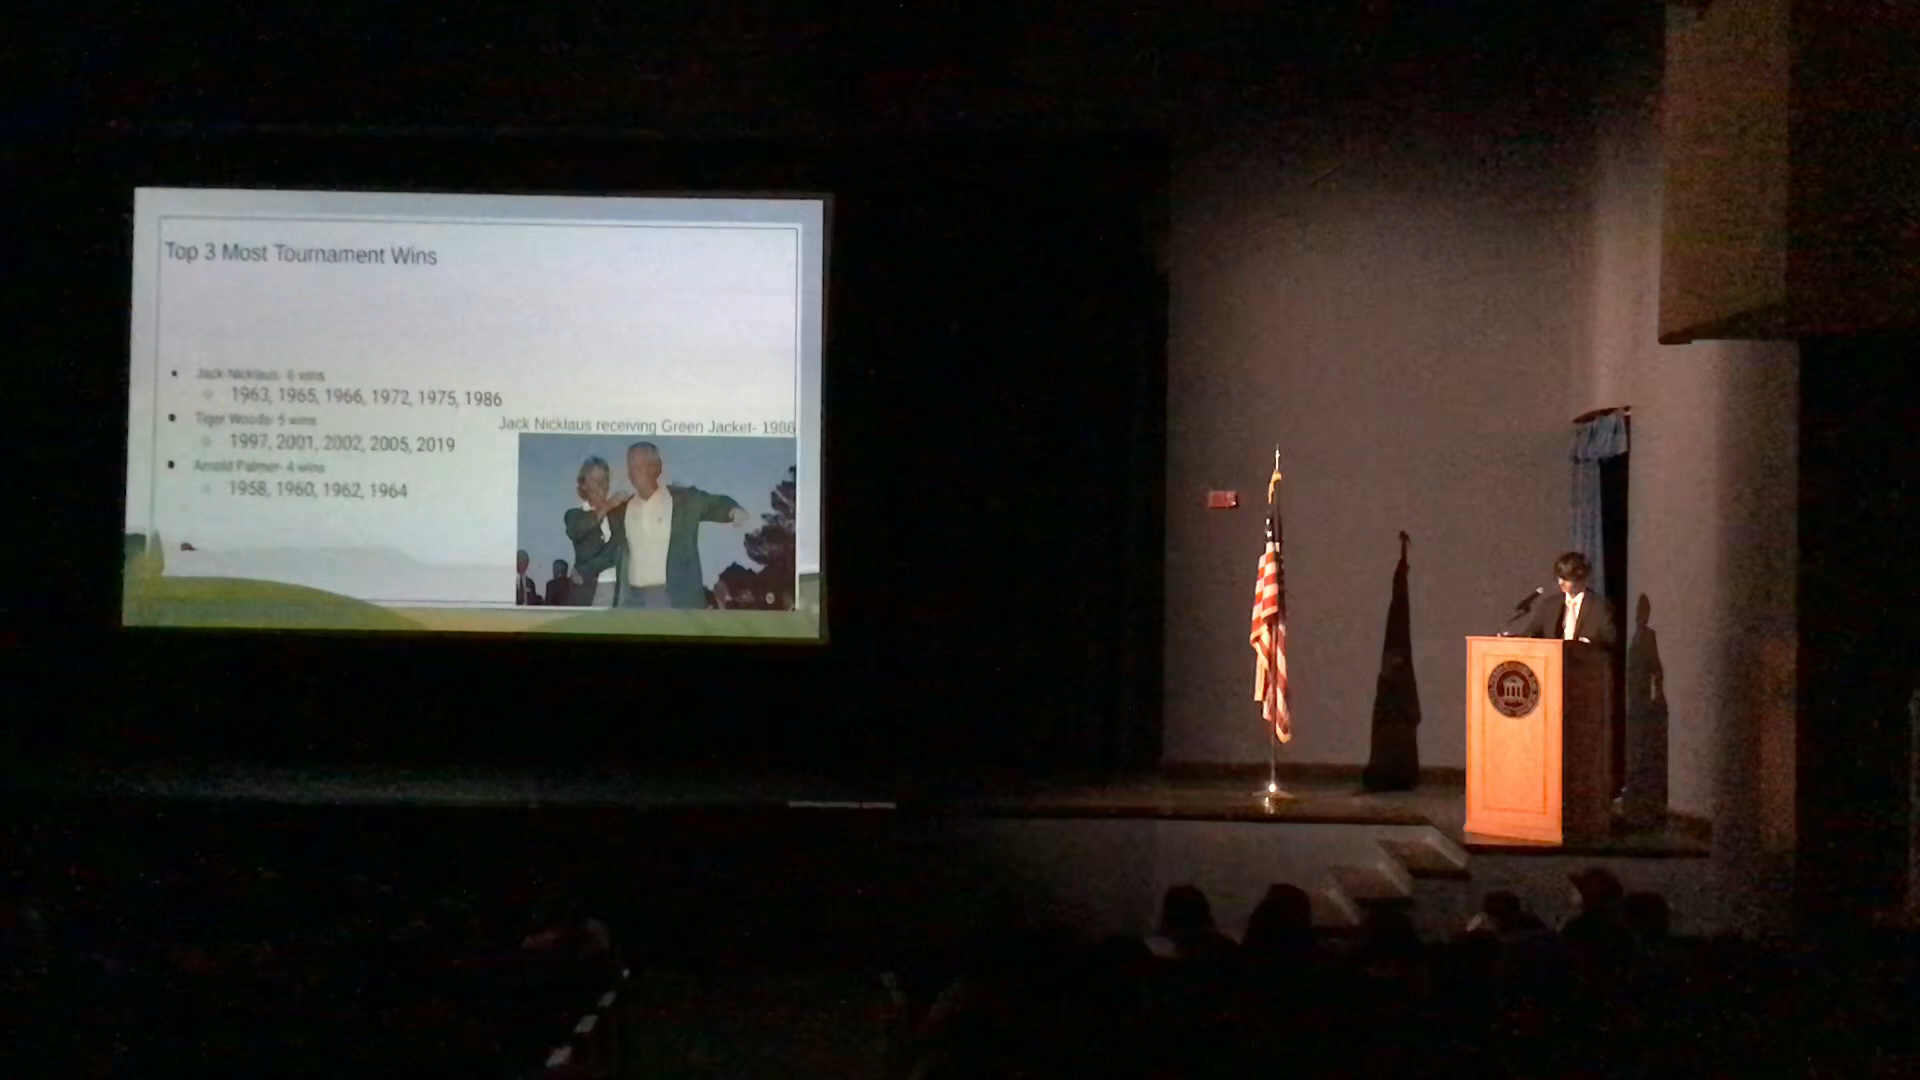 Top 3 Most Tournament Wins
• Jack Nicklaus- 6 wins
○ 1963, 1965, 1966, 1972, 1975, 1986
• Tiger Woods- 5 wins
○ 1997, 2001, 2002, 2005, 2019
• Arnold Palmer- 4 wins
○ 1958, 1960, 1962, 1964
Jack Nicklaus receiving Green Jacket- 1986